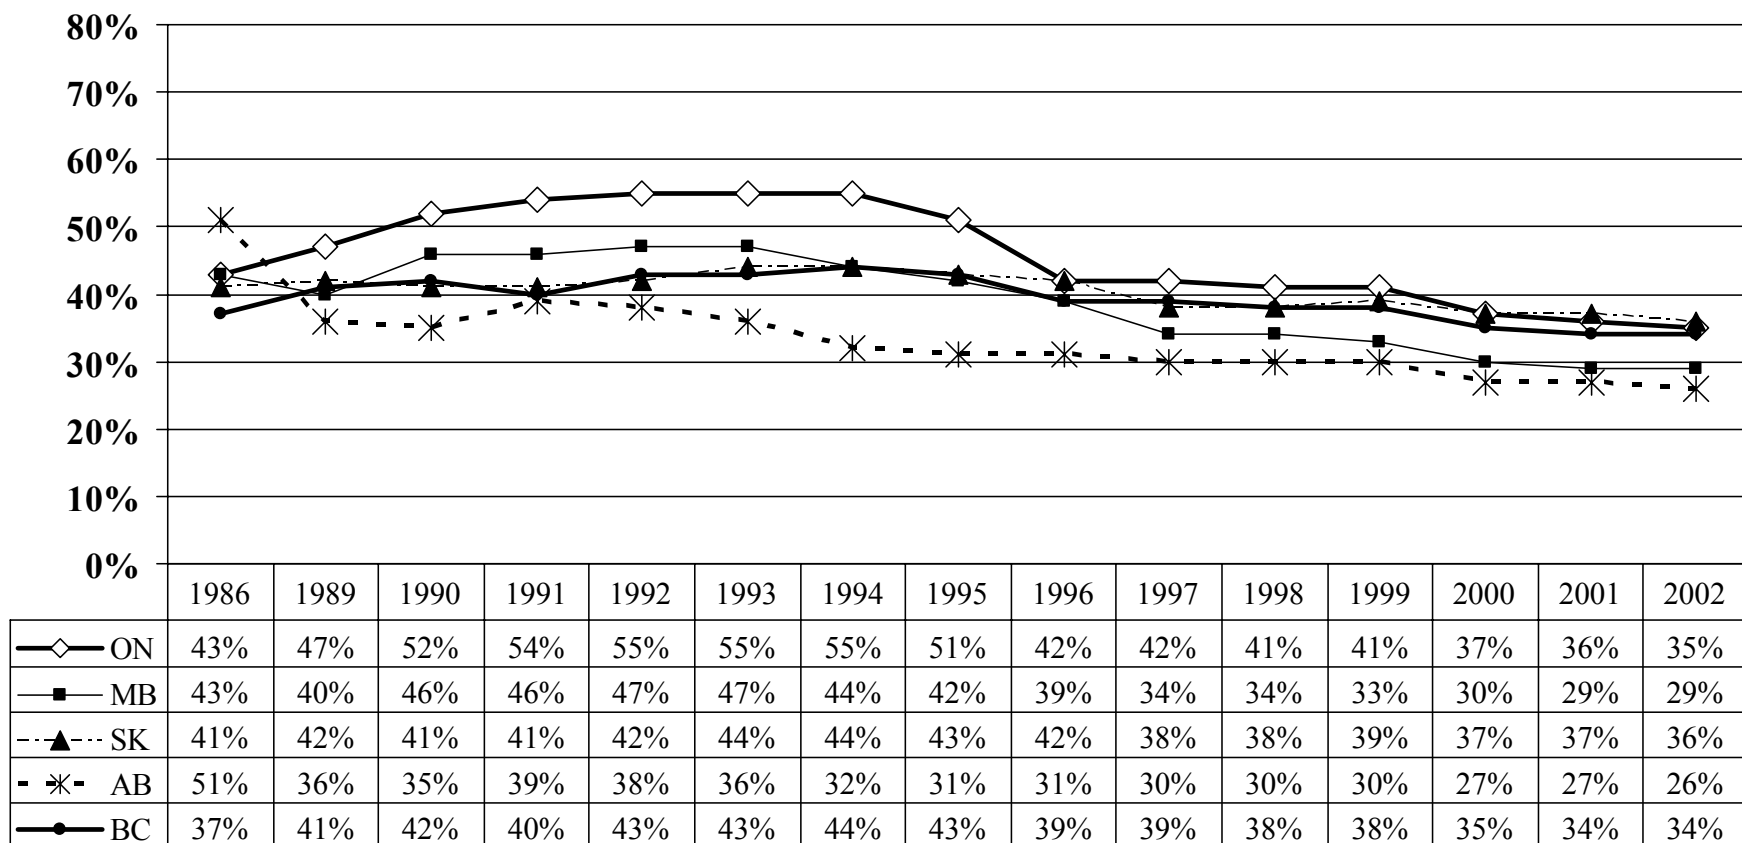 80%
70%
60%
50%
40%
30%
20%
10%
0%
1986 1989 1990 1991 1992 1993 1994 1995 1996 1997 1998 1999 2000 2001 2002
ON 43% 47% 52% 54% 55% 55% 55% 51% 42% 42% 41% 41% 37% 36% 35%
MB 43% 40% 46% 46% 47% 47% 44% 42% 39% 34% 34% 33% 30% 29% 29%
SK 41% 42% 41% 41% 42% 44% 44% 43% 42% 38% 38% 39% 37% 37% 36%
AB 51% 36% 35% 39% 38% 36% 32% 31% 31% 30% 30% 30% 27% 27% 26%
BC 37% 41% 42% 40% 43% 43% 44% 43% 39% 39% 38% 38% 35% 34% 34%